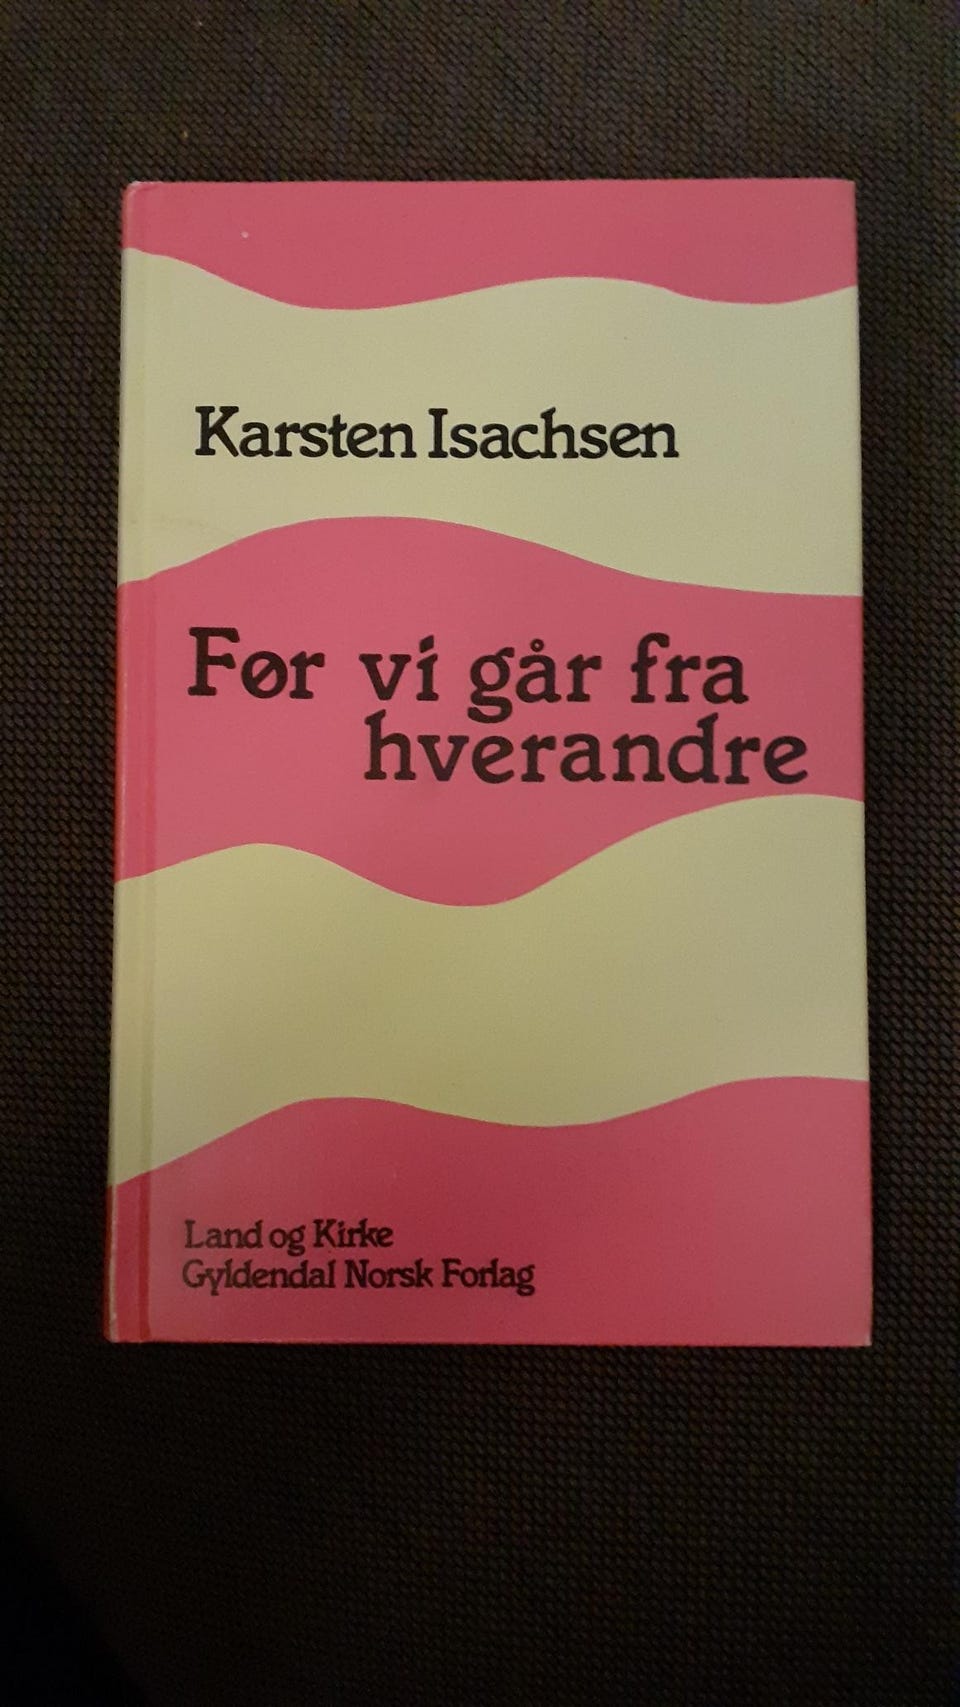 Karsten Isachsen
Før vi går fra
hverandre
Land og Kirke
Gyldendal Norsk Forlag